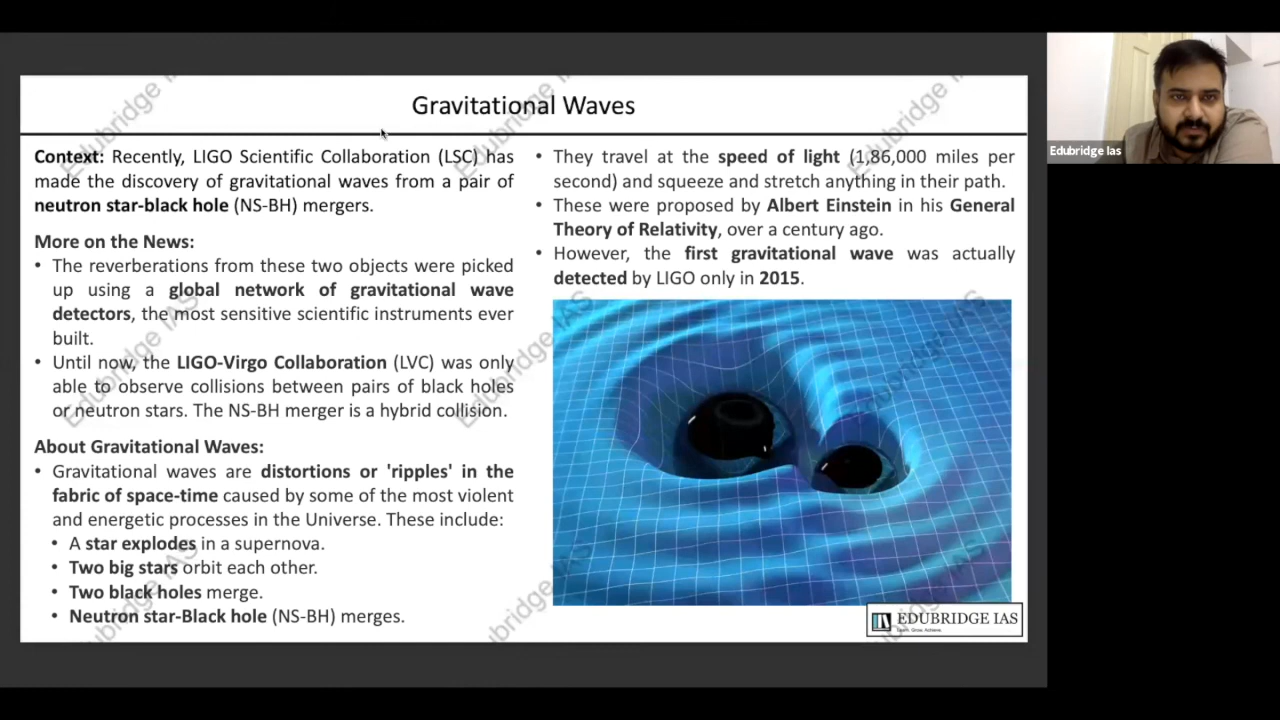 Gravitational Waves
Context: Recently, LIGO Scientific Collaboration (LSC) has
made the discovery of gravitational waves from a pair of
neutron star-black hole (NS-BH) mergers.
More on the News:
• The reverberations from these two objects were picked
up using a global network of gravitational wave
detectors, the most sensitive scientific instruments ever
built.
• Until now, the LIGO-Virgo Collaboration (LVC) was only
able to observe collisions between pairs of black holes
or neutron stars. The NS-BH merger is a hybrid collision.
About Gravitational Waves:
• Gravitational waves are distortions or 'ripples' in the
fabric of space-time caused by some of the most violent
and energetic processes in the Universe. These include:
• A star explodes in a supernova.
• Two big stars orbit each other.
• Two black holes merge.
• Neutron star-Black hole (NS-BH) merges.
• They travel at the speed of light (1,86,000 miles per
second) and squeeze and stretch anything in their path.
• These were proposed by Albert Einstein in his General
Theory of Relativity, over a century ago.
• However, the first gravitational wave was actually
detected by LIGO only in 2015.
EDUBRIDGE IAS
Learn. Grow. Achieve.
Edubridge Ias
Edubridge IAS